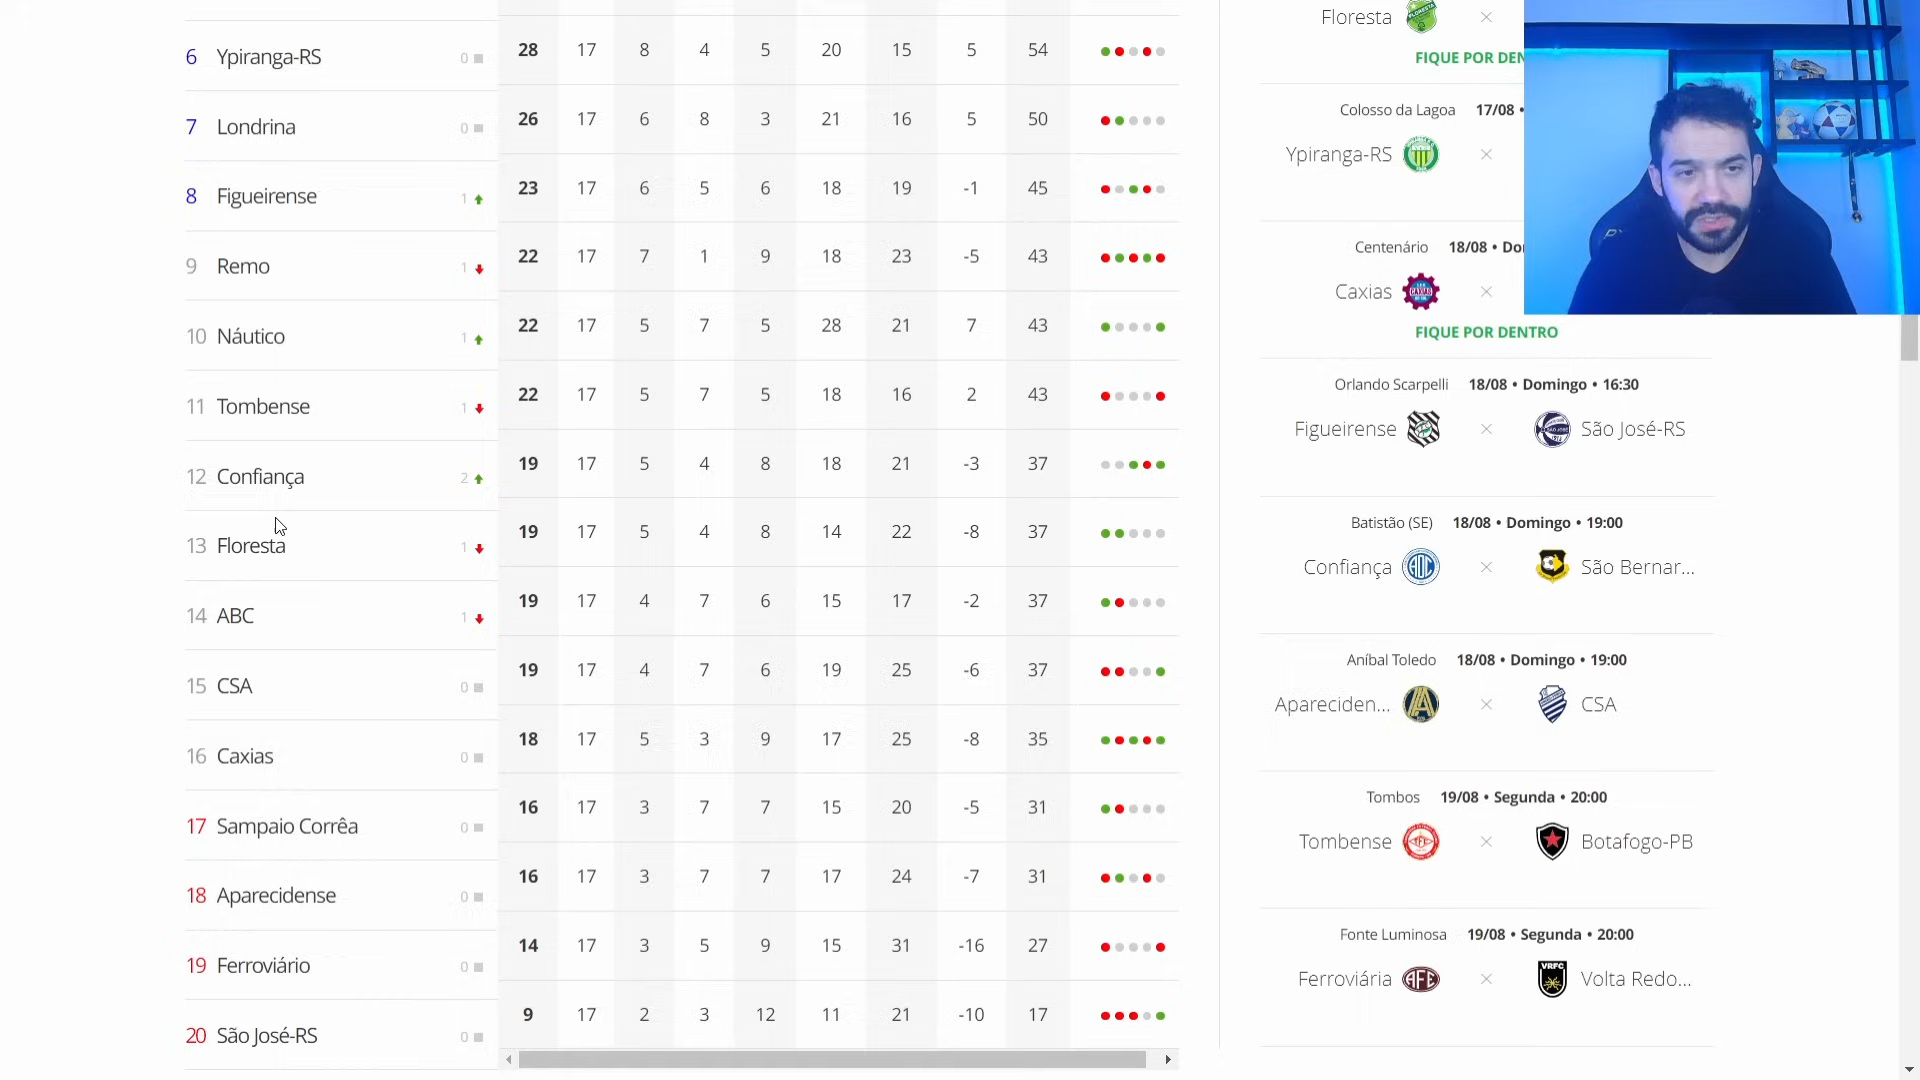 6 Ypiranga-RS 0 28 17 8 4 5 20 15 5 54
7 Londrina 0 26 17 6 8 3 21 16 5 50
8 Figueirense 1 23 17 6 5 6 18 19 -1 45
9 Remo 1 22 17 7 1 9 18 23 -5 43
10 Náutico 1 22 17 5 7 5 28 21 7 43
11 Tombense 1 22 17 5 7 5 18 16 2 43
12 Confiança 2 19 17 5 4 8 18 21 -3 37
13 Floresta 1 19 17 5 4 8 14 22 -8 37
14 ABC 1 19 17 4 7 6 15 17 -2 37
15 CSA 0 19 17 4 7 6 19 25 -6 37
16 Caxias 0 18 17 5 3 9 17 25 -8 35
17 Sampaio Corrêa 0 16 17 3 7 7 15 20 -5 31
18 Aparecidense 0 16 17 3 7 7 17 24 -7 31
19 Ferroviário 0 14 17 3 5 9 15 31 -16 27
20 São José-RS 0 9 17 2 3 12 11 21 -10 17
Floresta ×
FIQUE POR DEN
Colosso da Lagoa 17/08 •
Ypiranga-RS ×
Centenário 18/08 • Do
Caxias ×
FIQUE POR DENTRO
Orlando Scarpelli 18/08 • Domingo • 16:30
Figueirense × São José-RS
Batistão (SE) 18/08 • Domingo • 19:00
Confiança × São Bernar...
Aníbal Toledo 18/08 • Domingo • 19:00
Apareciden... × CSA
Tombos 19/08 • Segunda • 20:00
Tombense × Botafogo-PB
Fonte Luminosa 19/08 • Segunda • 20:00
Ferroviária AFE × VRFC Volta Redo...